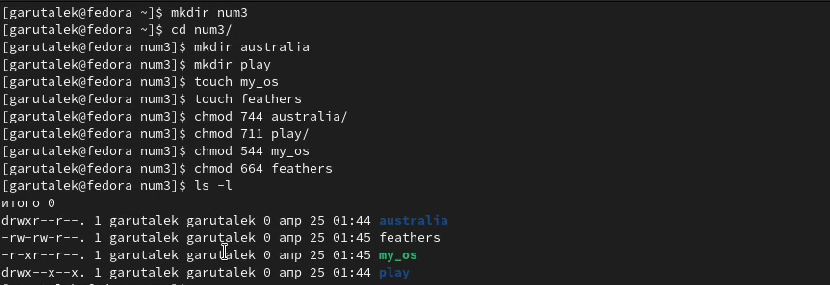 [garutalek@fedora ~]$ mkdir num3
[garutalek@fedora ~]$ cd num3/
[garutalek@fedora num3]$ mkdir australia
[garutalek@fedora num3]$ mkdir play
[garutalek@fedora num3]$ touch my_os
[garutalek@fedora num3]$ touch feathers
[garutalek@fedora num3]$ chmod 744 australia/
[garutalek@fedora num3]$ chmod 711 play/
[garutalek@fedora num3]$ chmod 544 my_os
[garutalek@fedora num3]$ chmod 664 feathers
[garutalek@fedora num3]$ ls -l
итого 0
drwxr--r--. 1 garutalek garutalek 0 апр 25 01:44 australia
-rw-rw-r--. 1 garutalek garutalek 0 апр 25 01:45 feathers
-r-xr--r--. 1 garutalek garutalek 0 апр 25 01:45 my_os
drwx--x--x. 1 garutalek garutalek 0 апр 25 01:44 play